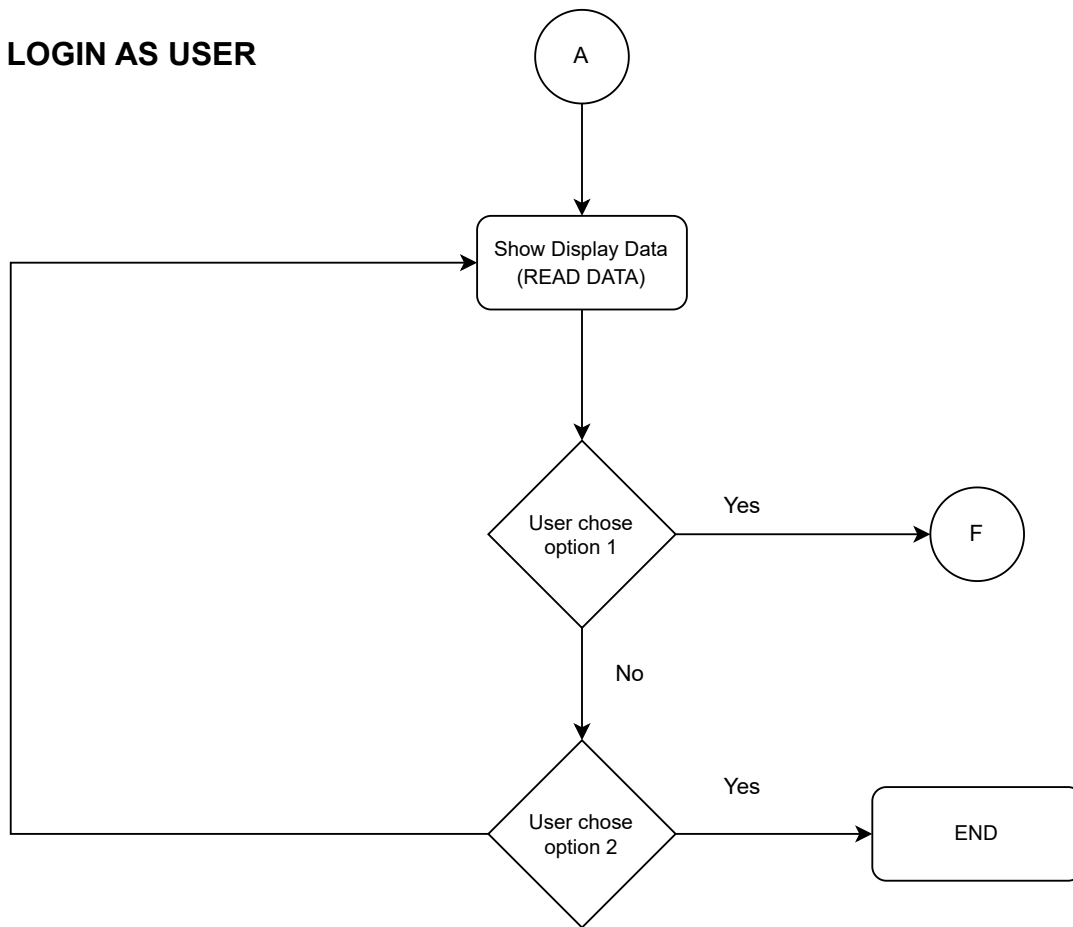 LOGIN AS USER
A
Show Display Data
(READ DATA)
User chose
option 1
Yes
F
No
User chose
option 2
Yes
END